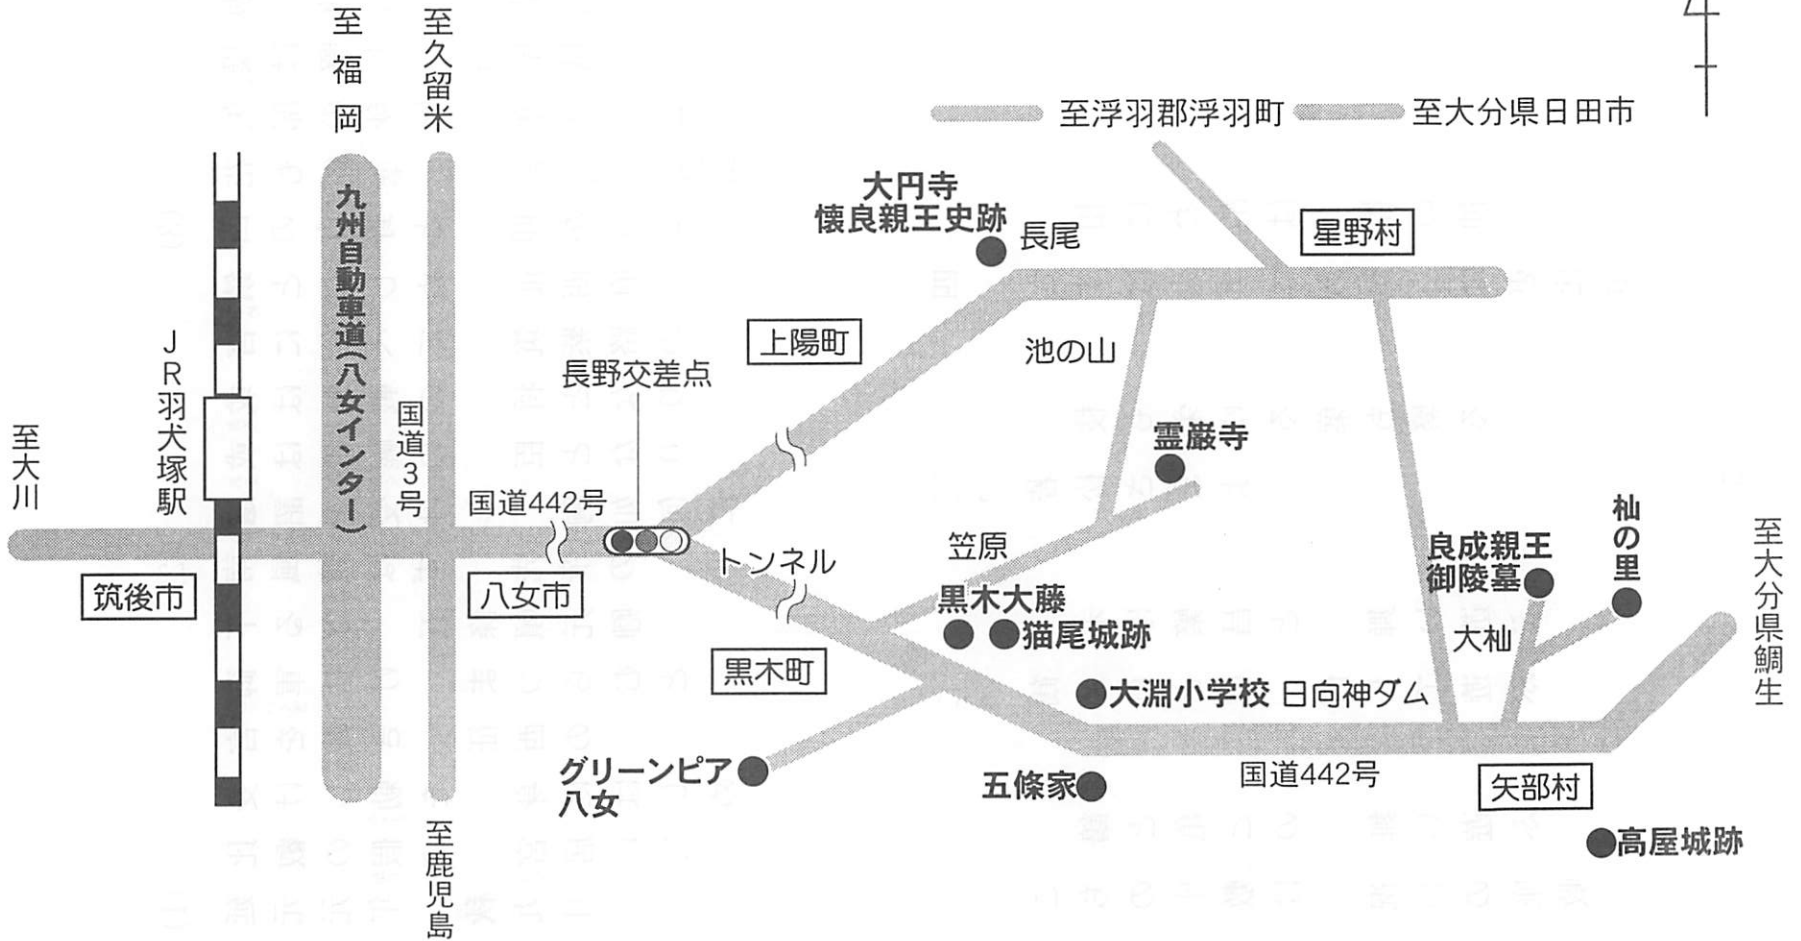 至福岡
至久留米
至浮羽郡浮羽町
至大分県日田市
九州自動車道(八女インター)
大円寺
懐良親王史跡
長尾
星野村
上陽町
池の山
JR羽犬塚駅
長野交差点
国道3号
至大川
国道442号
霊巌寺
トンネル
笠原
筑後市
八女市
黒木大藤
猫尾城跡
黒木町
良成親王
御陵墓
杣の里
大杣
至大分県鯛生
大淵小学校
日向神ダム
グリーンピア
八女
五條家
国道442号
矢部村
高屋城跡
至鹿児島